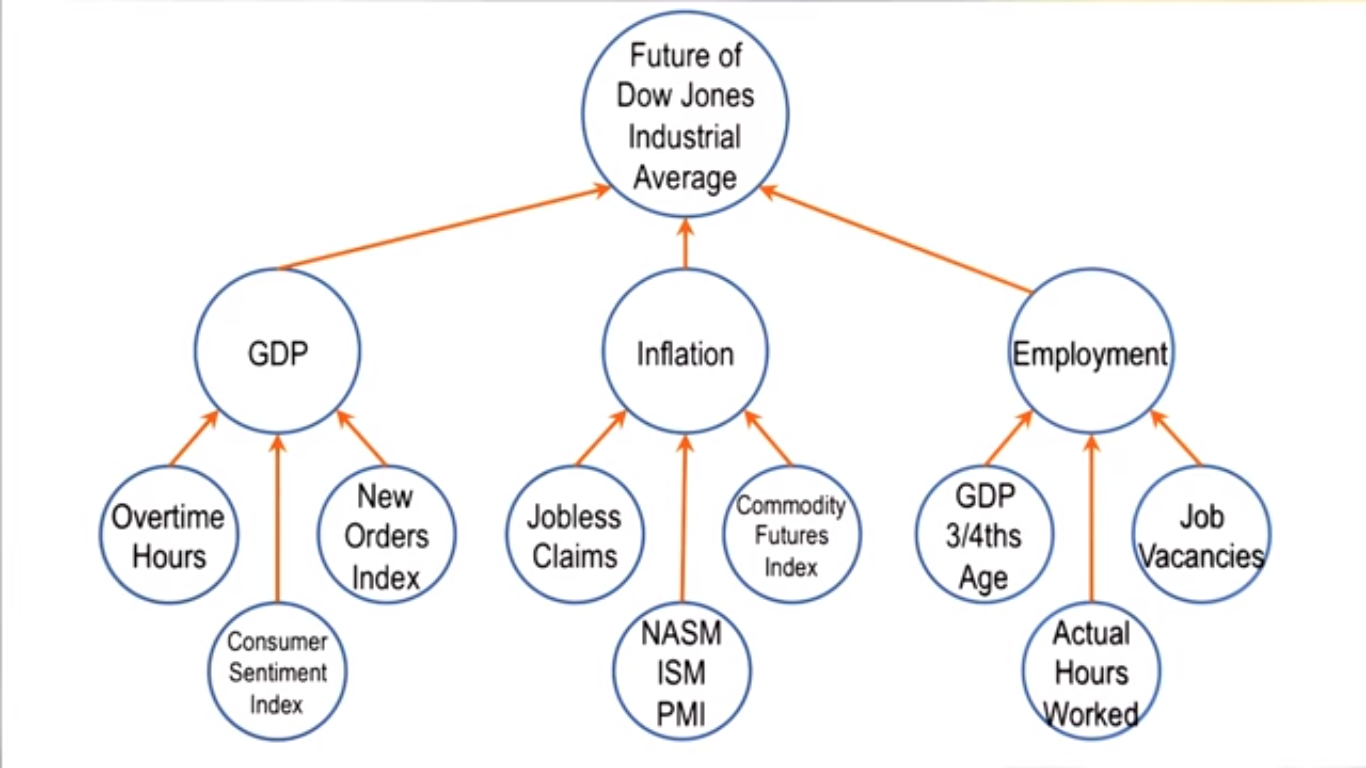 Future of
Dow Jones
Industrial
Average
GDP
Inflation
Employment
Overtime
Hours
New
Orders
Index
Jobless
Claims
Commodity
Futures
Index
GDP
3/4ths
Age
Job
Vacancies
Consumer
Sentiment
Index
NASM
ISM
PMI
Actual
Hours
Worked